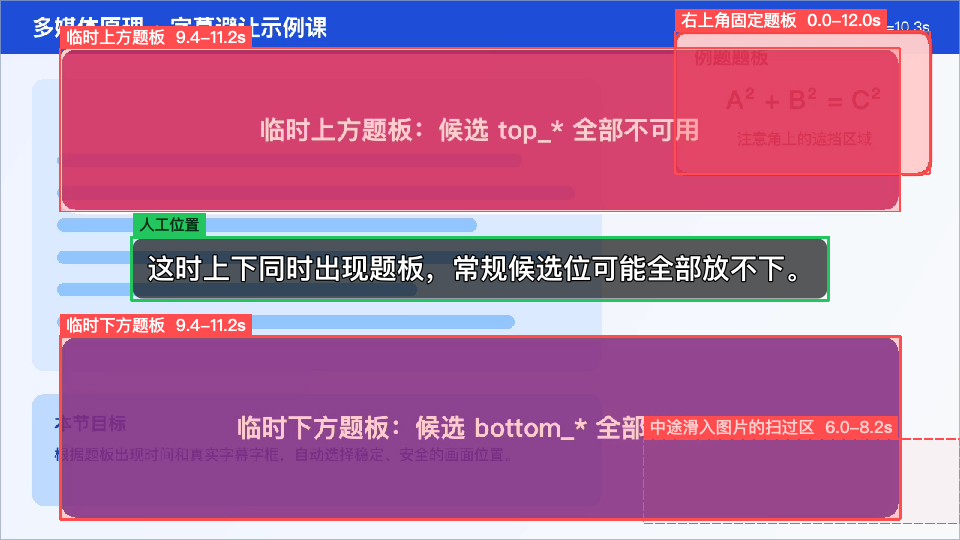 多媒体原理 · 字幕避让示例课
临时上方题板 9.4–11.2s
右上角固定题板 0.0–12.0s
10.3s
例题题板
A² + B² = C²
注意角上的遮挡区域
临时上方题板：候选 top_* 全部不可用
人工位置
这时上下同时出现题板，常规候选位可能全部放不下。
临时下方题板 9.4–11.2s
本节目标
临时下方题板：候选 bottom_* 全部
中途滑入图片的扫过区 6.0–8.2s
根据题板出现时间和真实字幕字框，自动选择稳定、安全的画面位置。